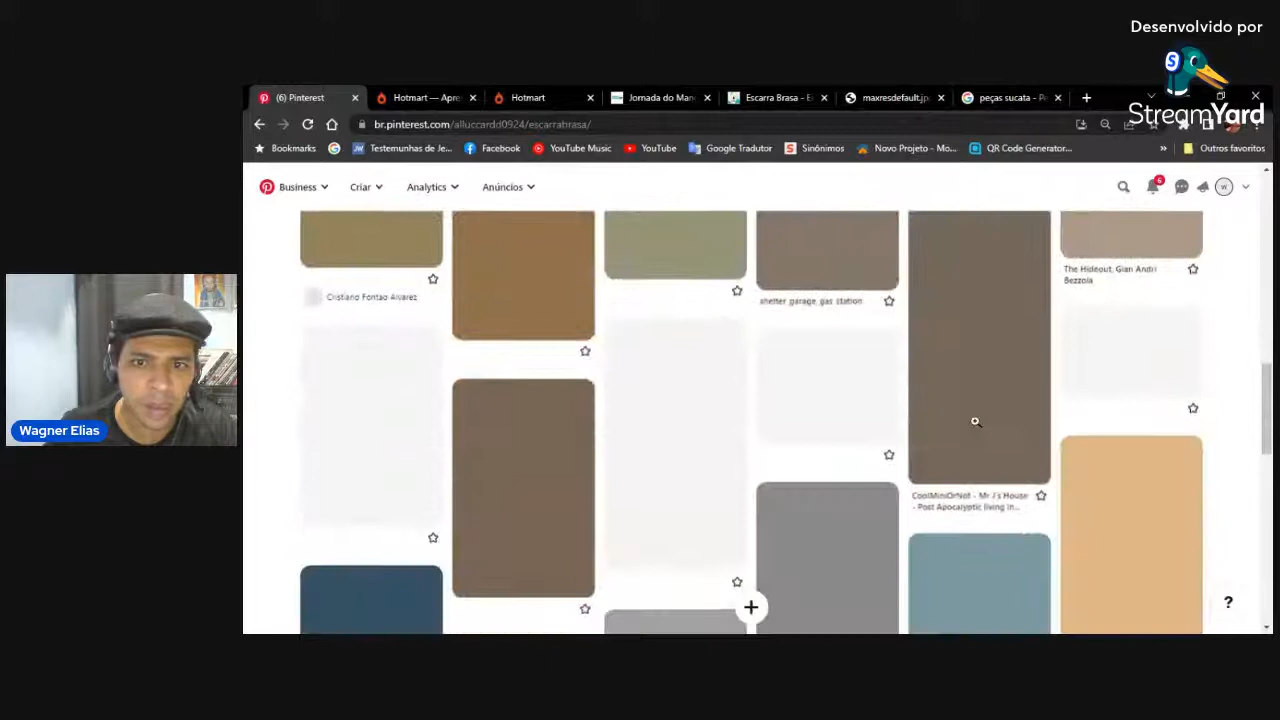 Desenvolvido por
StreamYard
(6) Pinterest
Hotmart — Apre
Hotmart
Jornada do Man
Escarra Brasa - E
maxresdefault.jp
peças sucata - Pe
br.pinterest.com/alluccardd0924/escarrabrasa/
Bookmarks
Testemunhas de Je...
Facebook
YouTube Music
YouTube
Google Tradutor
Sinônimos
Novo Projeto - Mo...
QR Code Generator...
Outros favoritos
Business
Criar
Analytics
Anúncios
6
W
Cristiano Fontao Alvarez
shelter garage, gas station
The Hideout, Gian Andri
Bezzola
CoolMiniOrNot - Mr J's House
- Post Apocalyptic living in...
Wagner Elias
?